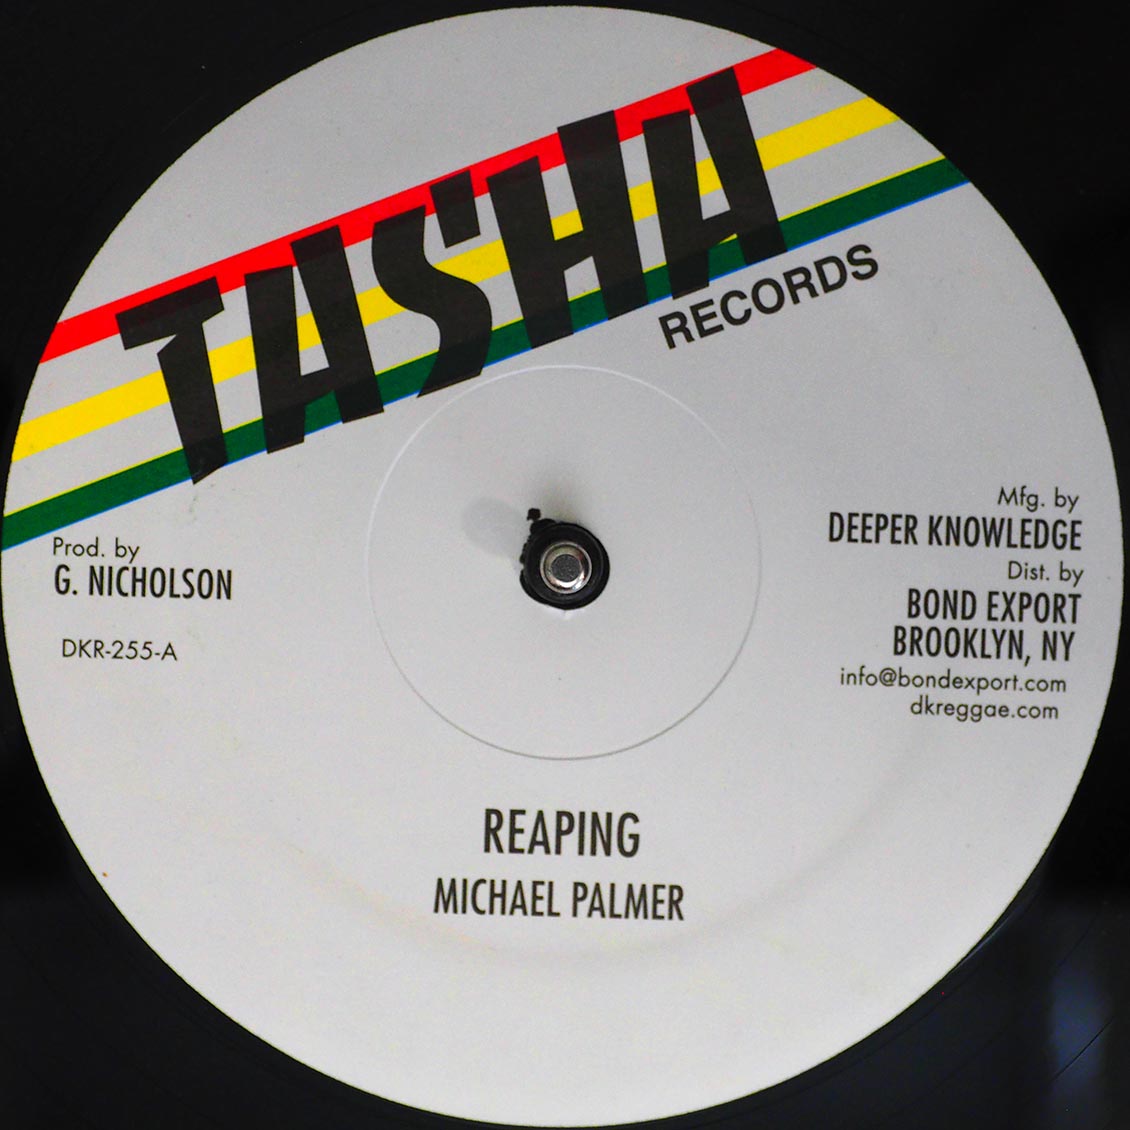 TASHA
RECORDS
Prod. by
G. NICHOLSON
DKR-255-A
Mfg. by
DEEPER KNOWLEDGE
Dist. by
BOND EXPORT
BROOKLYN, NY
info@bondexport.com
dkreggae.com
REAPING
MICHAEL PALMER